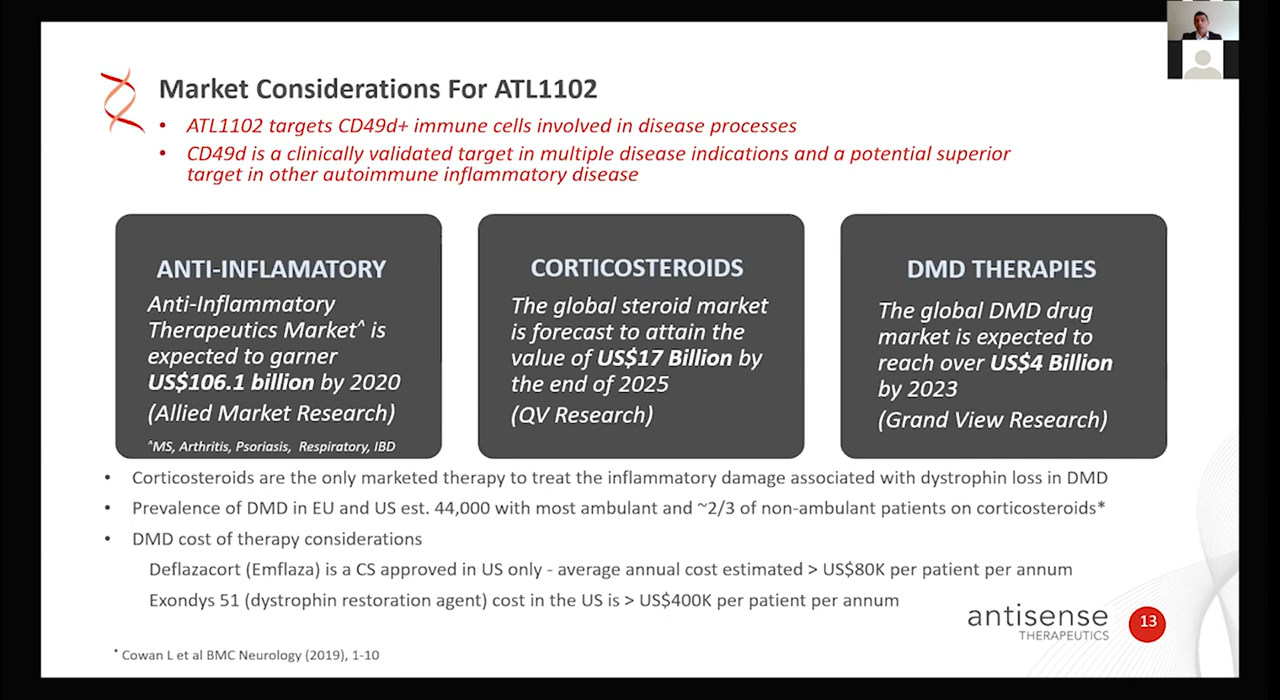 Market Considerations For ATL1102
• ATL1102 targets CD49d+ immune cells involved in disease processes
• CD49d is a clinically validated target in multiple disease indications and a potential superior
target in other autoimmune inflammatory disease
ANTI-INFLAMATORY
Anti-Inflammatory
Therapeutics Market^ is
expected to garner
US$106.1 billion by 2020
(Allied Market Research)
^MS, Arthritis, Psoriasis, Respiratory, IBD
CORTICOSTEROIDS
The global steroid market
is forecast to attain the
value of US$17 Billion by
the end of 2025
(QV Research)
DMD THERAPIES
The global DMD drug
market is expected to
reach over US$4 Billion
by 2023
(Grand View Research)
• Corticosteroids are the only marketed therapy to treat the inflammatory damage associated with dystrophin loss in DMD
• Prevalence of DMD in EU and US est. 44,000 with most ambulant and ~2/3 of non-ambulant patients on corticosteroids*
• DMD cost of therapy considerations
Deflazacort (Emflaza) is a CS approved in US only - average annual cost estimated > US$80K per patient per annum
Exondys 51 (dystrophin restoration agent) cost in the US is > US$400K per patient per annum
antisense
THERAPEUTICS
13
* Cowan L et al BMC Neurology (2019), 1-10